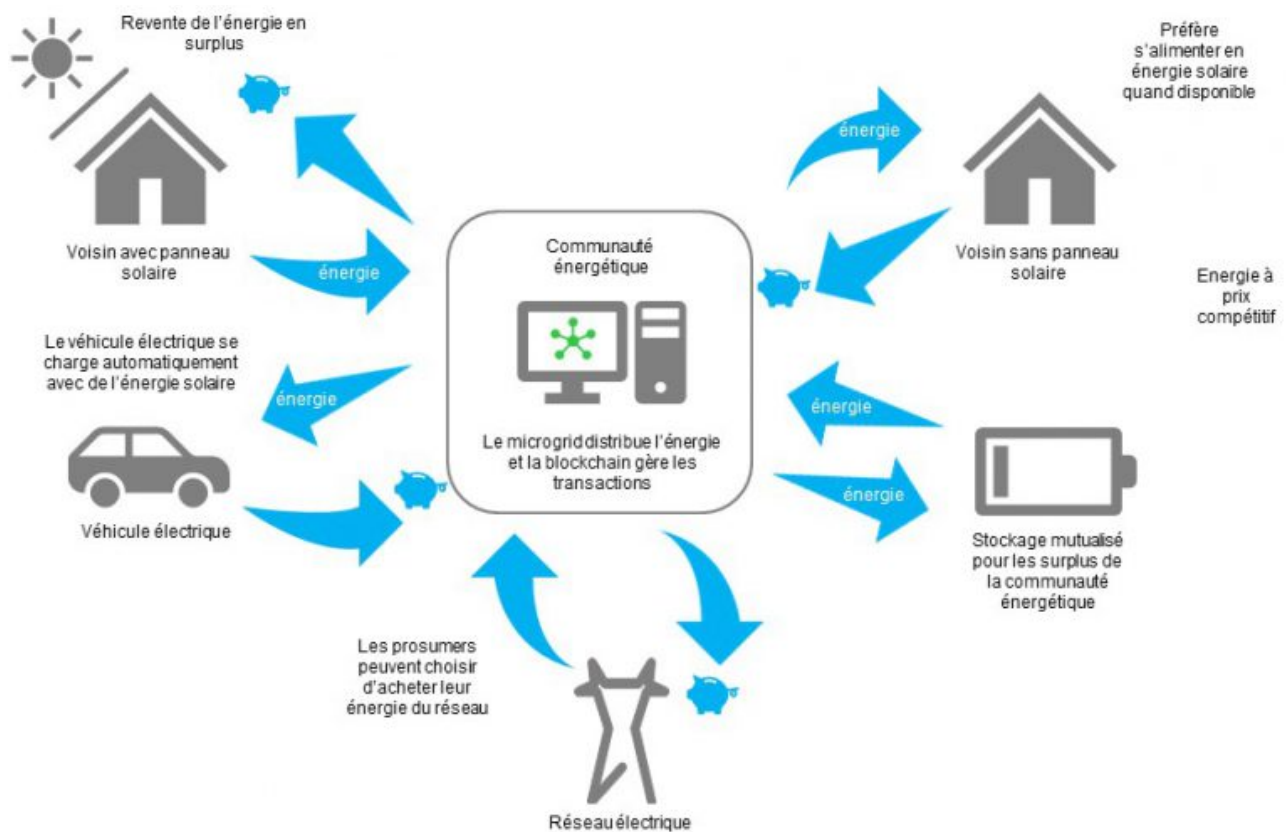 Revente de l'énergie en
surplus
Préfère
s'alimenter en
énergie solaire
quand disponible
énergie
Voisin avec panneau
solaire
énergie
Communauté
énergétique
Voisin sans panneau
solaire
Energie à
prix
compétitif
Le véhicule électrique se
charge automatiquement
avec de l'énergie solaire
énergie
énergie
Le microgrid distribue l'énergie
et la blockchain gère les
transactions
énergie
Véhicule électrique
Stockage mutualisé
pour les surplus de
la communauté
énergétique
Les prosumers
peuvent choisir
d'acheter leur
énergie du réseau
Réseau électrique